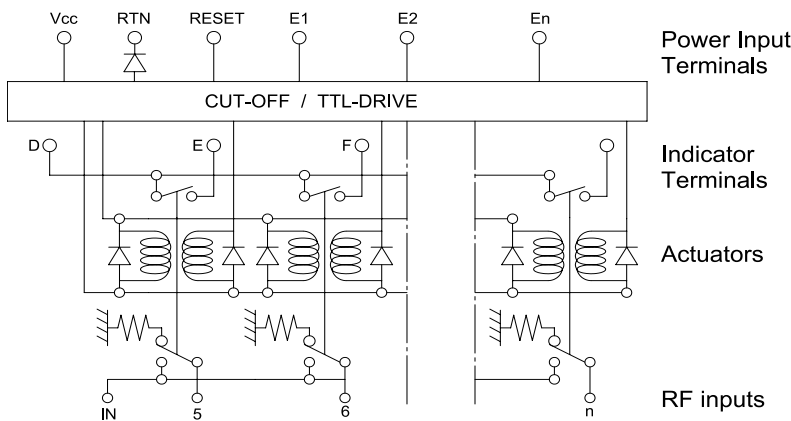 Vcc RTN RESET E1 E2 En
Power Input
Terminals
CUT-OFF / TTL-DRIVE
D E F
Indicator
Terminals
Actuators
RF inputs
IN 5 6 n